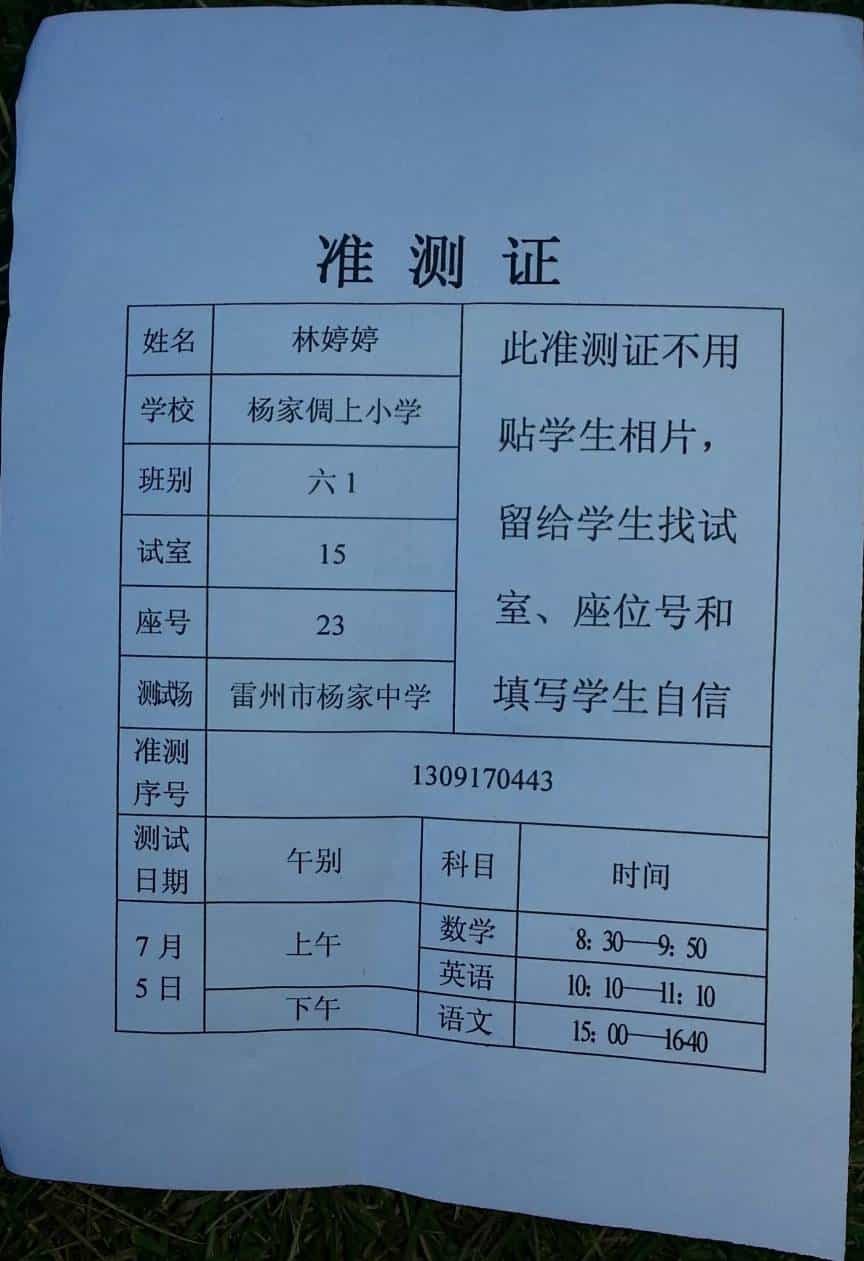 准测证
姓名 林婷婷
学校 杨家倜上小学
班别 六1
试室 15
座号 23
测试场 雷州市杨家中学
此准测证不用
贴学生相片，
留给学生找试
室、座位号和
填写学生自信
准测
序号
1309170443
测试
日期
午别 科目 时间
7月
5日
上午 数学 8：30—9：50
英语 10：10—11：10
下午 语文 15：00—1640